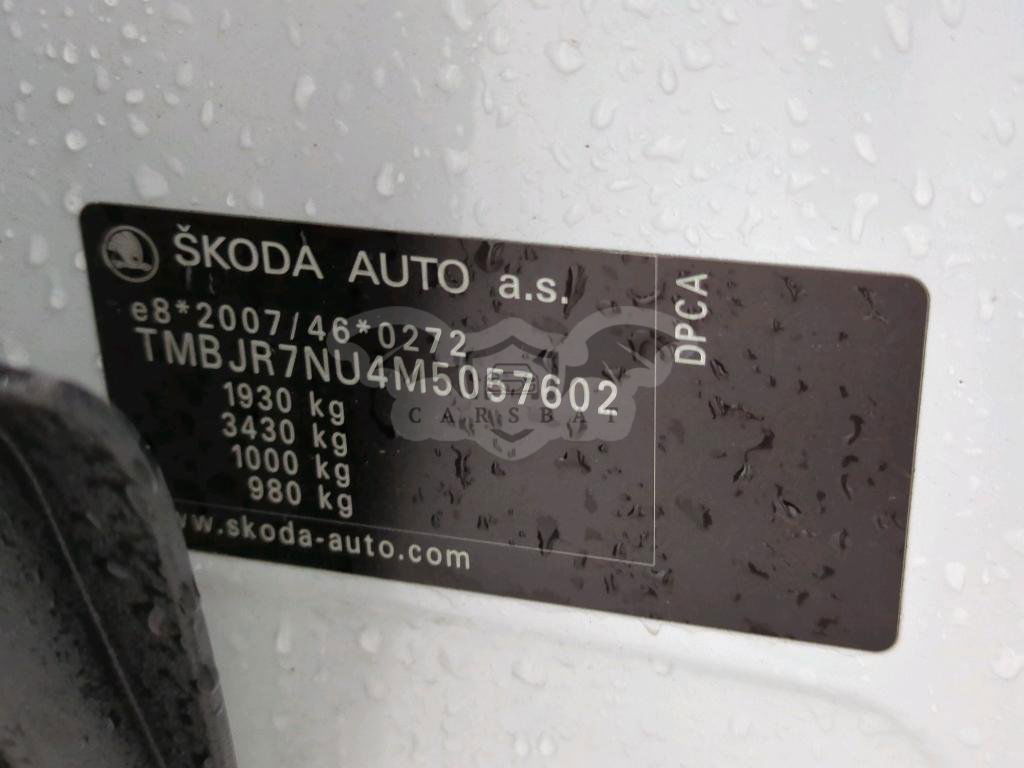 ŠKODA AUTO a.s.
e8*2007/46*0272
TMBJR7NU4M5057602
1930 kg
3430 kg
1000 kg
980 kg
www.skoda-auto.com
DPCA
CARSBAT